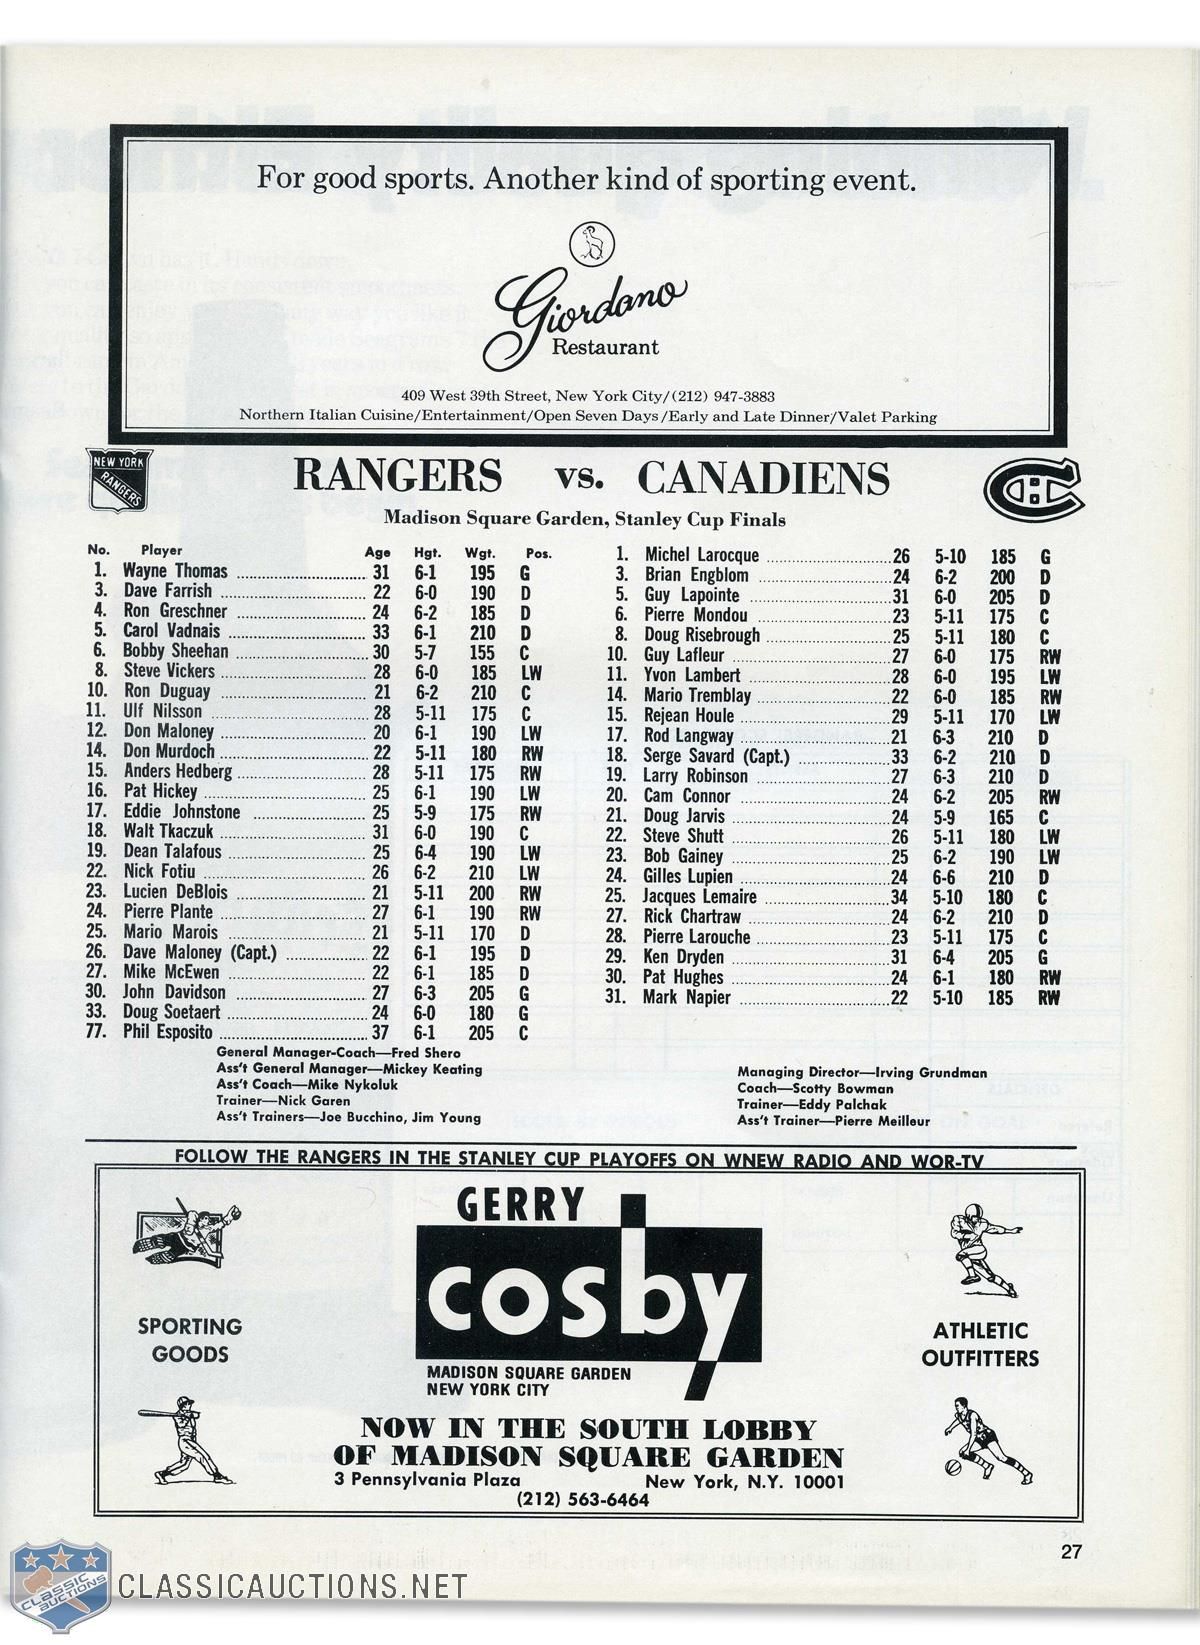 For good sports. Another kind of sporting event.
Giordano
Restaurant
409 West 39th Street, New York City/(212) 947-3883
Northern Italian Cuisine/Entertainment/Open Seven Days/Early and Late Dinner/Valet Parking
NEW YORK
RANGERS
RANGERS vs. CANADIENS
Madison Square Garden, Stanley Cup Finals
No. Player Age Hgt. Wgt. Pos.
1. Wayne Thomas 31 6-1 195 G
3. Dave Farrish 22 6-0 190 D
4. Ron Greschner 24 6-2 185 D
5. Carol Vadnais 33 6-1 210 D
6. Bobby Sheehan 30 5-7 155 C
8. Steve Vickers 28 6-0 185 LW
10. Ron Duguay 21 6-2 210 C
11. Ulf Nilsson 28 5-11 175 C
12. Don Maloney 20 6-1 190 LW
14. Don Murdoch 22 5-11 180 RW
15. Anders Hedberg 28 5-11 175 RW
16. Pat Hickey 25 6-1 190 LW
17. Eddie Johnstone 25 5-9 175 RW
18. Walt Tkaczuk 31 6-0 190 C
19. Dean Talafous 25 6-4 190 LW
22. Nick Fotiu 26 6-2 210 LW
23. Lucien DeBlois 21 5-11 200 RW
24. Pierre Plante 27 6-1 190 RW
25. Mario Marois 21 5-11 170 D
26. Dave Maloney (Capt.) 22 6-1 195 D
27. Mike McEwen 22 6-1 185 D
30. John Davidson 27 6-3 205 G
33. Doug Soetaert 24 6-0 180 G
77. Phil Esposito 37 6-1 205 C
General Manager-Coach—Fred Shero
Ass't General Manager—Mickey Keating
Ass't Coach—Mike Nykoluk
Trainer—Nick Garen
Ass't Trainers—Joe Bucchino, Jim Young
1. Michel Larocque 26 5-10 185 G
3. Brian Engblom 24 6-2 200 D
5. Guy Lapointe 31 6-0 205 D
6. Pierre Mondou 23 5-11 175 C
8. Doug Risebrough 25 5-11 180 C
10. Guy Lafleur 27 6-0 175 RW
11. Yvon Lambert 28 6-0 195 LW
14. Mario Tremblay 22 6-0 185 RW
15. Rejean Houle 29 5-11 170 LW
17. Rod Langway 21 6-3 210 D
18. Serge Savard (Capt.) 33 6-2 210 D
19. Larry Robinson 27 6-3 210 D
20. Cam Connor 24 6-2 205 RW
21. Doug Jarvis 24 5-9 165 C
22. Steve Shutt 26 5-11 180 LW
23. Bob Gainey 25 6-2 190 LW
24. Gilles Lupien 24 6-6 210 D
25. Jacques Lemaire 34 5-10 180 C
27. Rick Chartraw 24 6-2 210 D
28. Pierre Larouche 23 5-11 175 C
29. Ken Dryden 31 6-4 205 G
30. Pat Hughes 24 6-1 180 RW
31. Mark Napier 22 5-10 185 RW
Managing Director—Irving Grundman
Coach—Scotty Bowman
Trainer—Eddy Palchak
Ass't Trainer—Pierre Meilleur
FOLLOW THE RANGERS IN THE STANLEY CUP PLAYOFFS ON WNEW RADIO AND WOR-TV
GERRY
cosby
SPORTING
GOODS
ATHLETIC
OUTFITTERS
MADISON SQUARE GARDEN
NEW YORK CITY
NOW IN THE SOUTH LOBBY
OF MADISON SQUARE GARDEN
3 Pennsylvania Plaza New York, N.Y. 10001
(212) 563-6464
27
CLASSIC
AUCTIONS
CLASSICAUCTIONS.NET